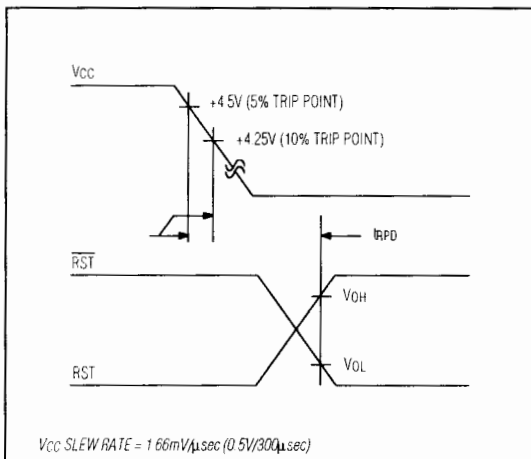 VCC
+4.5V (5% TRIP POINT)
+4.25V (10% TRIP POINT)
tRPD
RST
VOH
VOL
RST
VCC SLEW RATE = 1.66mV/µsec (0.5V/300µsec)